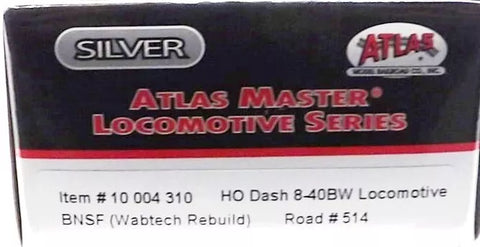 SILVER
ATLAS
MODEL RAILROAD CO., INC.
ATLAS MASTER®
LOCOMOTIVE SERIES
Item # 10 004 310 HO Dash 8-40BW Locomotive
BNSF (Wabtech Rebuild) Road # 514